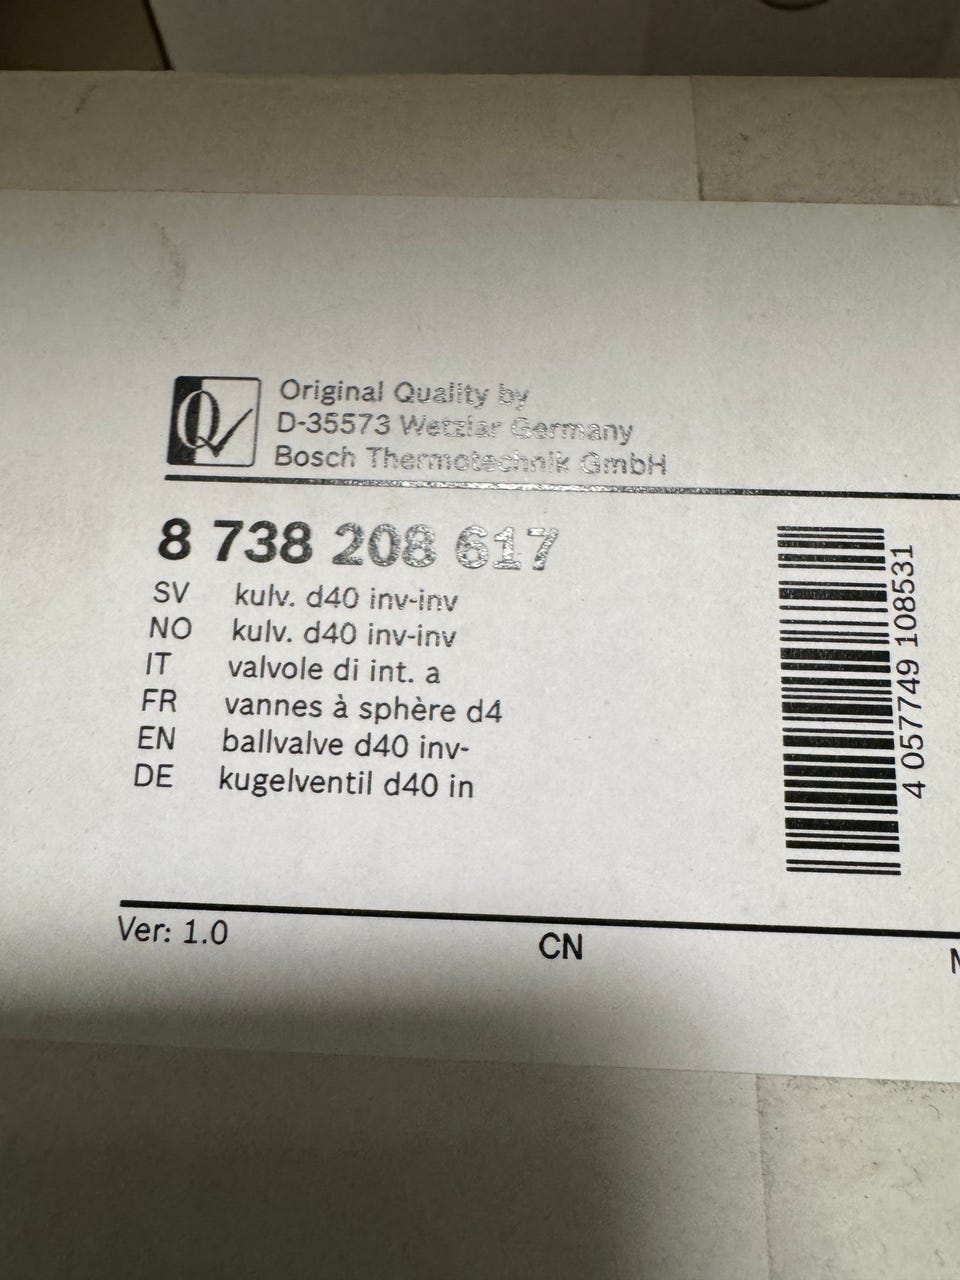 Original Quality by
D-35573 Wetzlar Germany
Bosch Thermotechnik GmbH
8 738 208 617
SV kulv. d40 inv-inv
NO kulv. d40 inv-inv
IT valvole di int. a
FR vannes à sphère d4
EN ballvalve d40 inv-
DE kugelventil d40 in
4 057749 108531
Ver: 1.0
CN